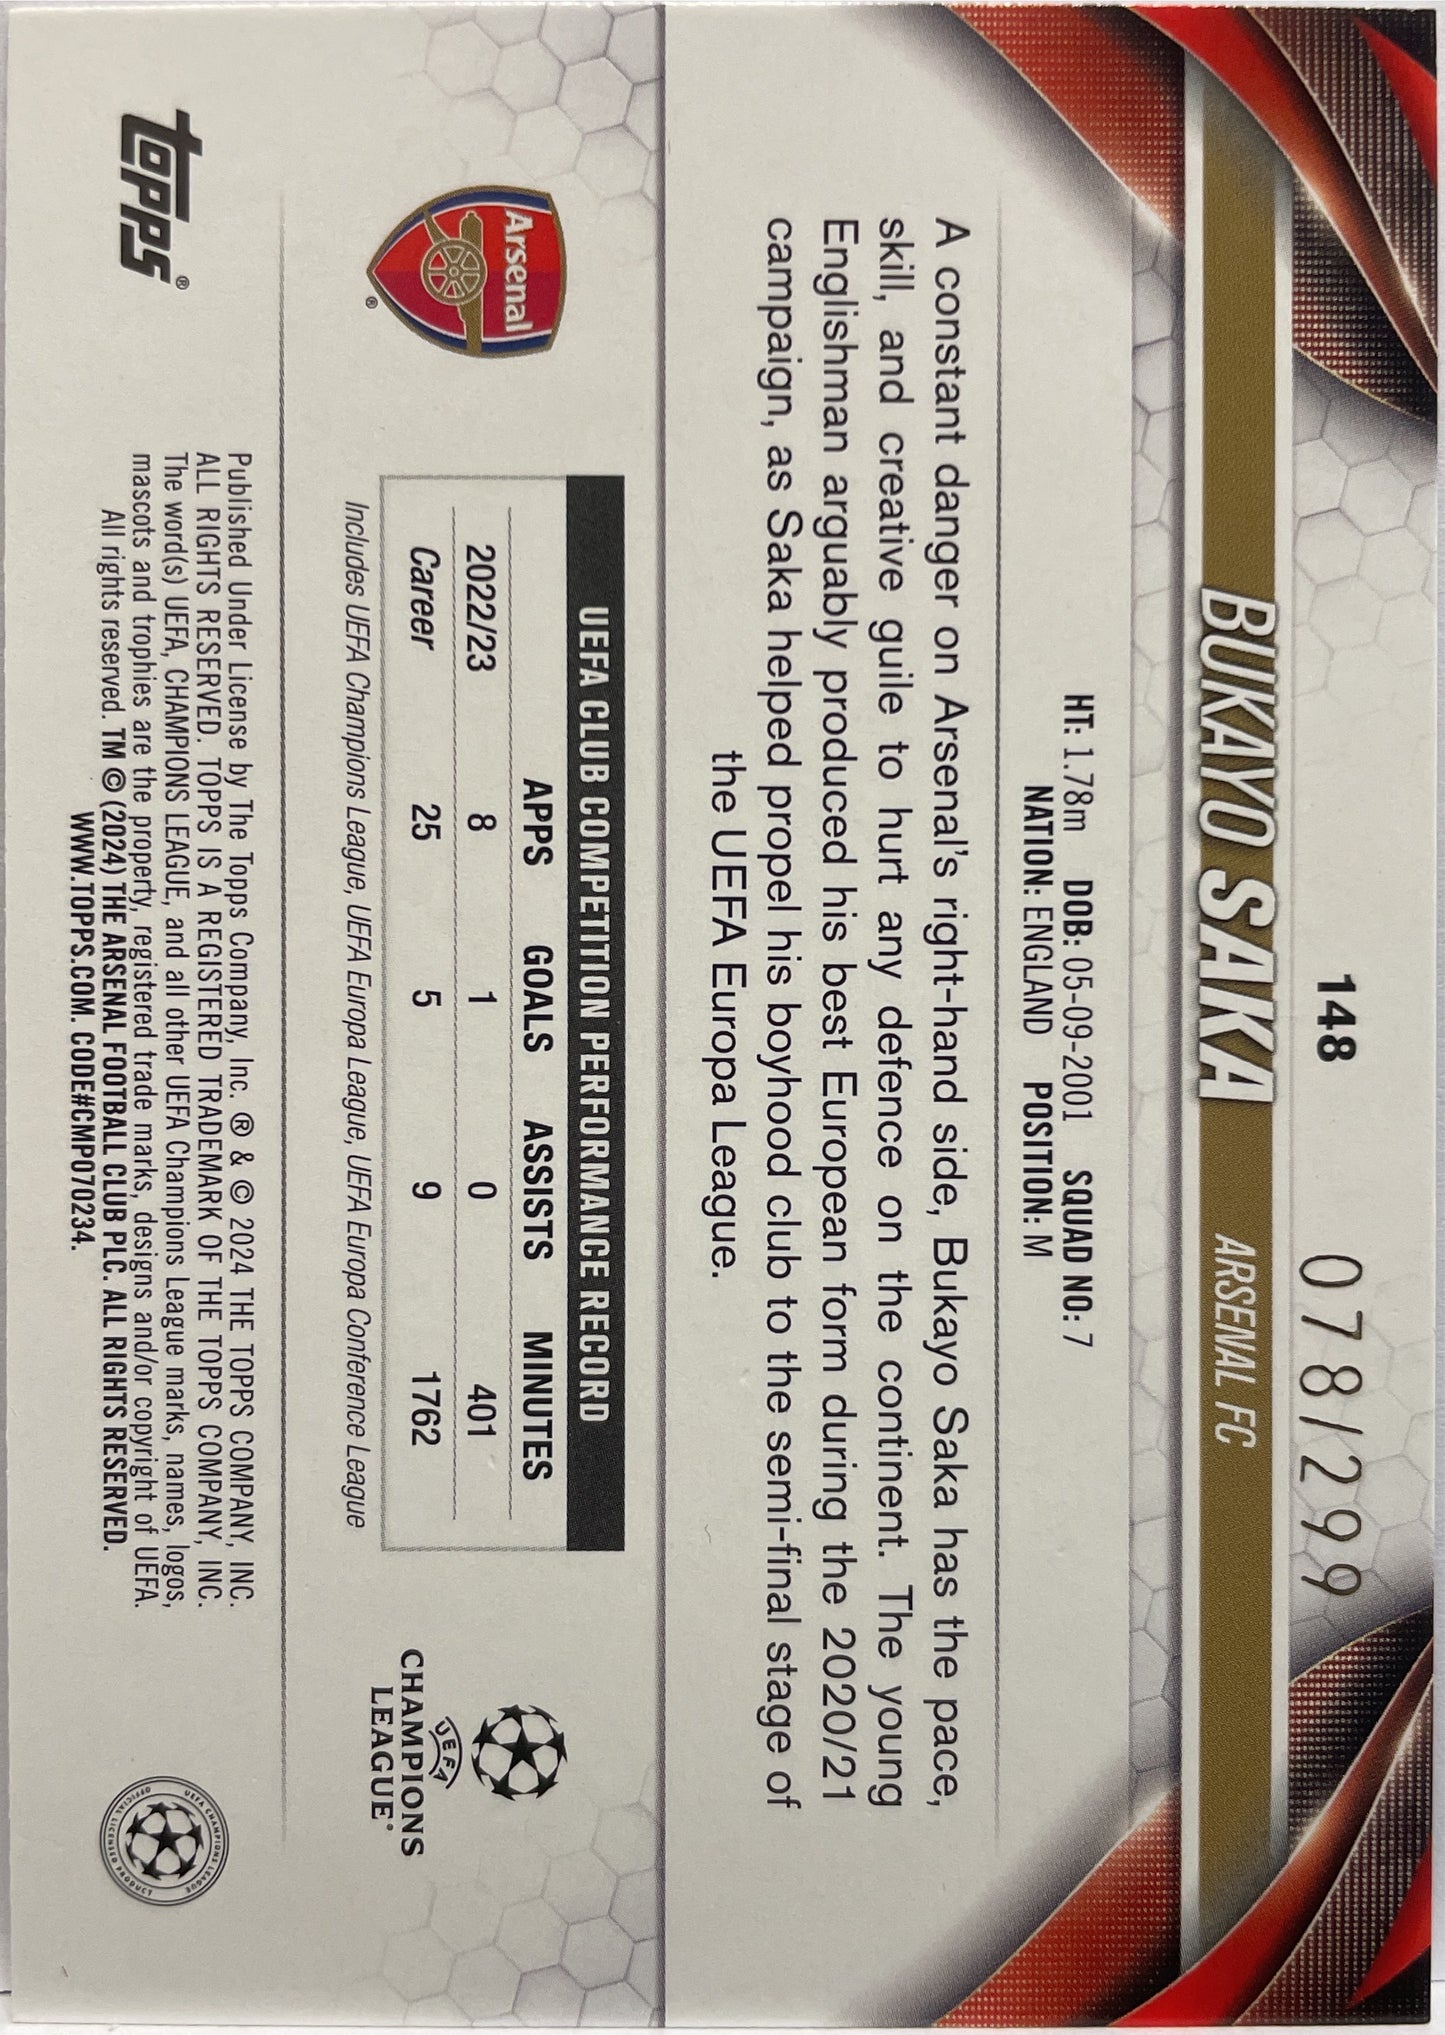 148
078/299
BUKAYO SAKA ARSENAL FC
HT: 1.78m DOB: 05-09-2001 SQUAD NO: 7
NATION: ENGLAND POSITION: M
A constant danger on Arsenal's right-hand side, Bukayo Saka has the pace,
skill, and creative guile to hurt any defence on the continent. The young
Englishman arguably produced his best European form during the 2020/21
campaign, as Saka helped propel his boyhood club to the semi-final stage of
the UEFA Europa League.
Arsenal
®
UEFA CLUB COMPETITION PERFORMANCE RECORD
APPS GOALS ASSISTS MINUTES
2022/23 8 1 0 401
Career 25 5 9 1762
Includes UEFA Champions League, UEFA Europa League, UEFA Europa Conference League
UEFA
CHAMPIONS
LEAGUE®
topps®
Published Under License by The Topps Company, Inc. ® & © 2024 THE TOPPS COMPANY, INC.
ALL RIGHTS RESERVED. TOPPS IS A REGISTERED TRADEMARK OF THE TOPPS COMPANY, INC.
The word(s) UEFA, CHAMPIONS LEAGUE, and all other UEFA Champions League marks, names, logos,
mascots and trophies are the property, registered trade marks, designs and/or copyright of UEFA.
All rights reserved. TM © (2024) THE ARSENAL FOOTBALL CLUB PLC. ALL RIGHTS RESERVED.
WWW.TOPPS.COM. CODE#CMP070234.
UEFA CHAMPIONS LEAGUE
OFFICIAL LICENSED PRODUCT